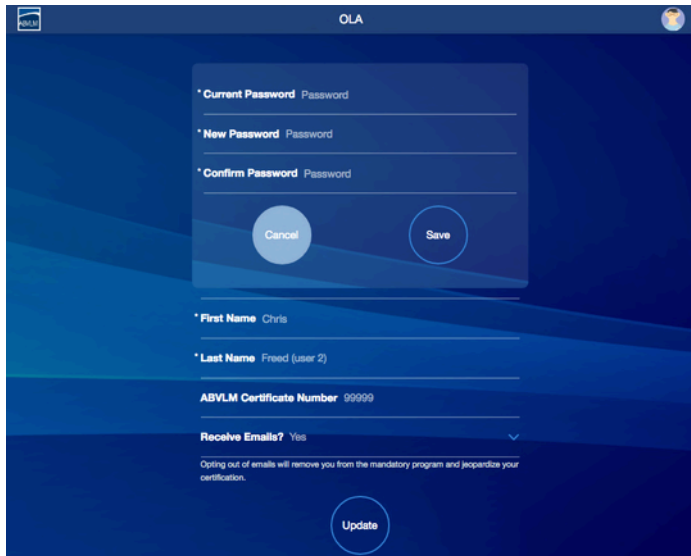 ABVLM
OLA
* Current Password Password
* New Password Password
* Confirm Password Password
Cancel
Save
* First Name Chris
* Last Name Freed (user 2)
ABVLM Certificate Number 99999
Receive Emails? Yes
Opting out of emails will remove you from the mandatory program and jeopardize your
certification.
Update